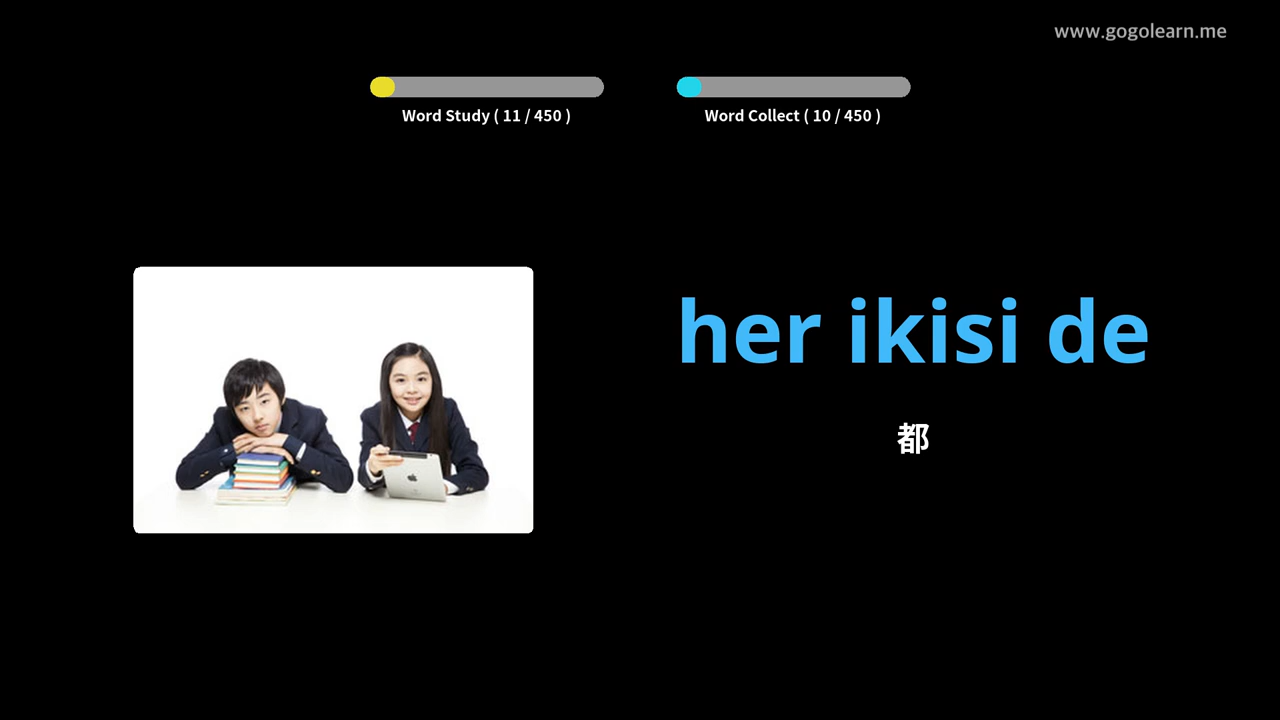 www.gogolearn.me
Word Study ( 11 / 450 )
Word Collect ( 10 / 450 )
her ikisi de
都